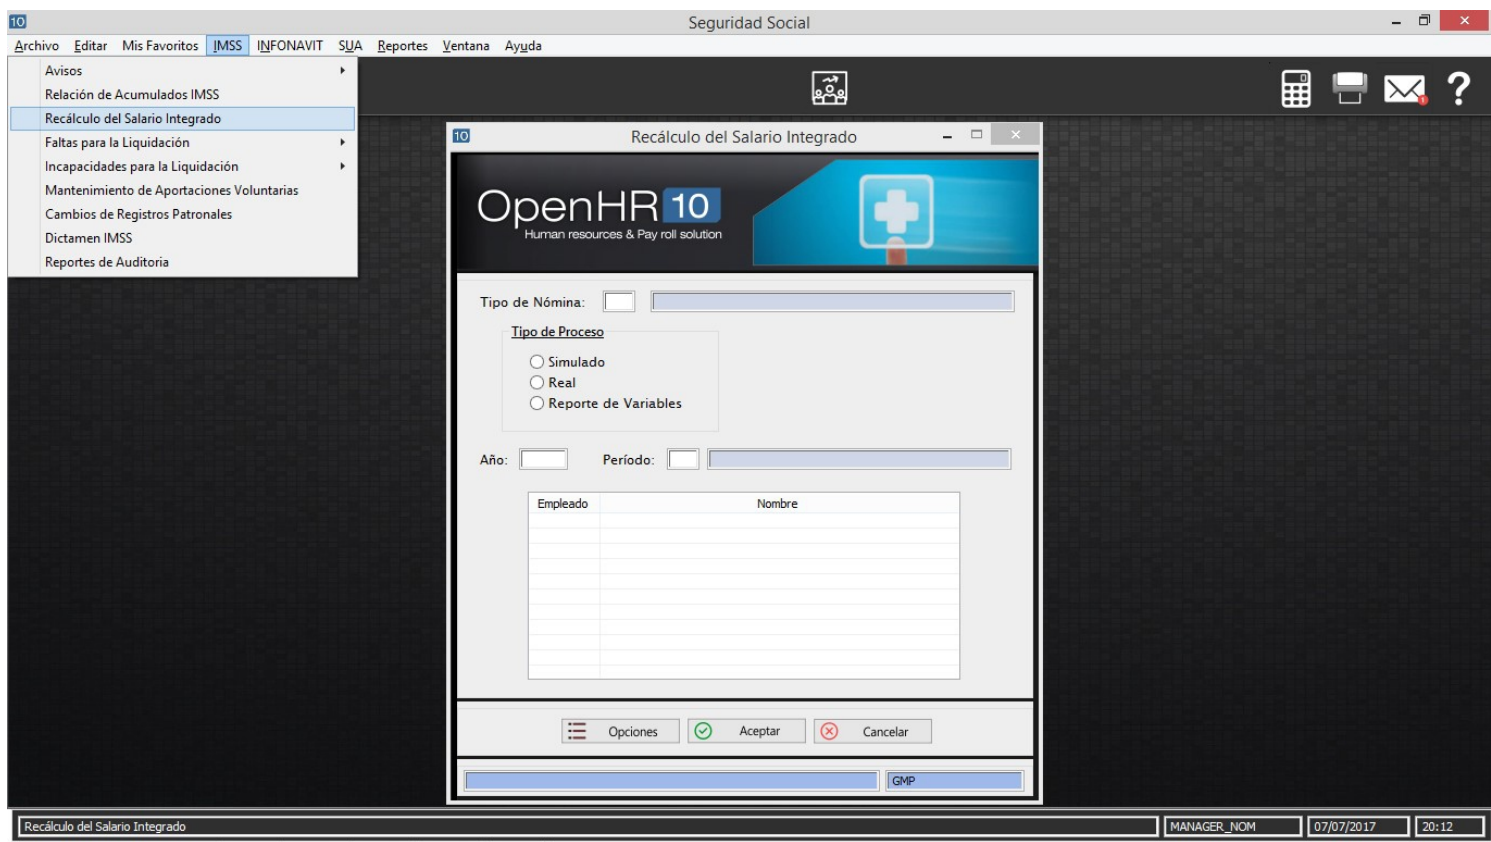 10 Seguridad Social
Archivo Editar Mis Favoritos IMSS INFONAVIT SUA Reportes Ventana Ayuda
Avisos
Relación de Acumulados IMSS
Recálculo del Salario Integrado
Faltas para la Liquidación
Incapacidades para la Liquidación
Mantenimiento de Aportaciones Voluntarias
Cambios de Registros Patronales
Dictamen IMSS
Reportes de Auditoria
10 Recálculo del Salario Integrado
OpenHR 10
Human resources & Pay roll solution
Tipo de Nómina:
Tipo de Proceso
Simulado
Real
Reporte de Variables
Año: Período:
Empleado Nombre
Opciones Aceptar Cancelar
GMP
Recálculo del Salario Integrado MANAGER_NOM 07/07/2017 20:12